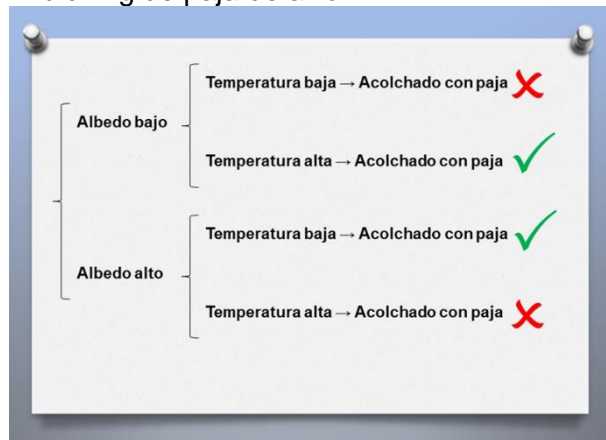 Temperatura baja → Acolchado con paja
Albedo bajo
Temperatura alta → Acolchado con paja
Temperatura baja → Acolchado con paja
Albedo alto
Temperatura alta → Acolchado con paja